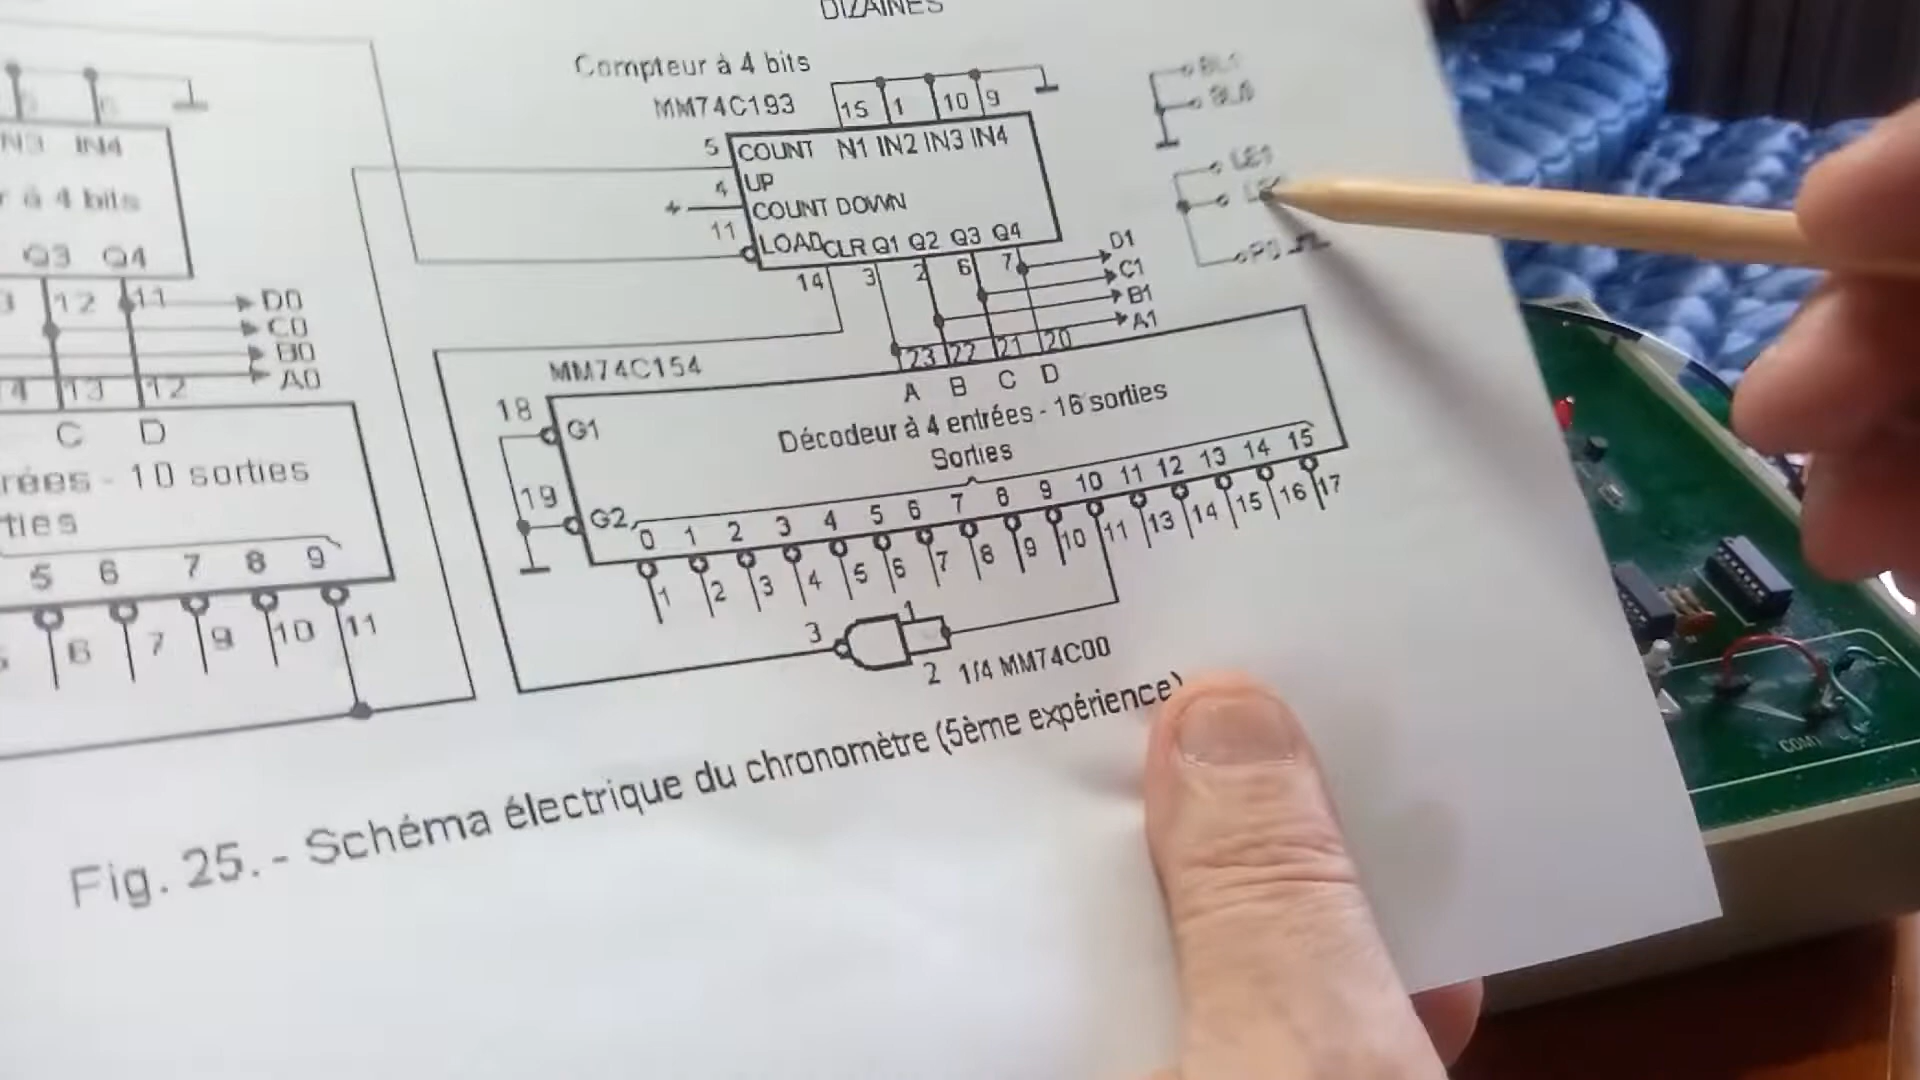 DIZAINES
Compteur à 4 bits
MM74C193
15 1 10 9
5 COUNT N1 IN2 IN3 IN4
UP
4
+ COUNT DOWN
11 LOAD CLR Q1 Q2 Q3 Q4
14 3 2 6 7
D1
C1
B1
A1
BL1
BL0
LE1
P0
N3 IN4
à 4 bits
Q3 Q4
12 11
D0
C0
B0
A0
13 12
C D
rées - 10 sorties
ties
5 6 7 8 9
6 7 9 10 11
MM74C154
23 22 21 20
A B C D
18 G1
19 G2
Décodeur à 4 entrées - 16 sorties
Sorties
0 1 2 3 4 5 6 7 8 9 10 11 12 13 14 15
1 2 3 4 5 6 7 8 9 10 11 13 14 15 16 17
3 1
2 1/4 MM74C00
Fig. 25. - Schéma électrique du chronomètre (5ème expérience)
COM1